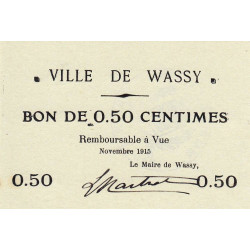 VILLE DE WASSY
BON DE 0.50 CENTIMES
Remboursable à Vue
Novembre 1915
Le Maire de Wassy,
0.50 0.50